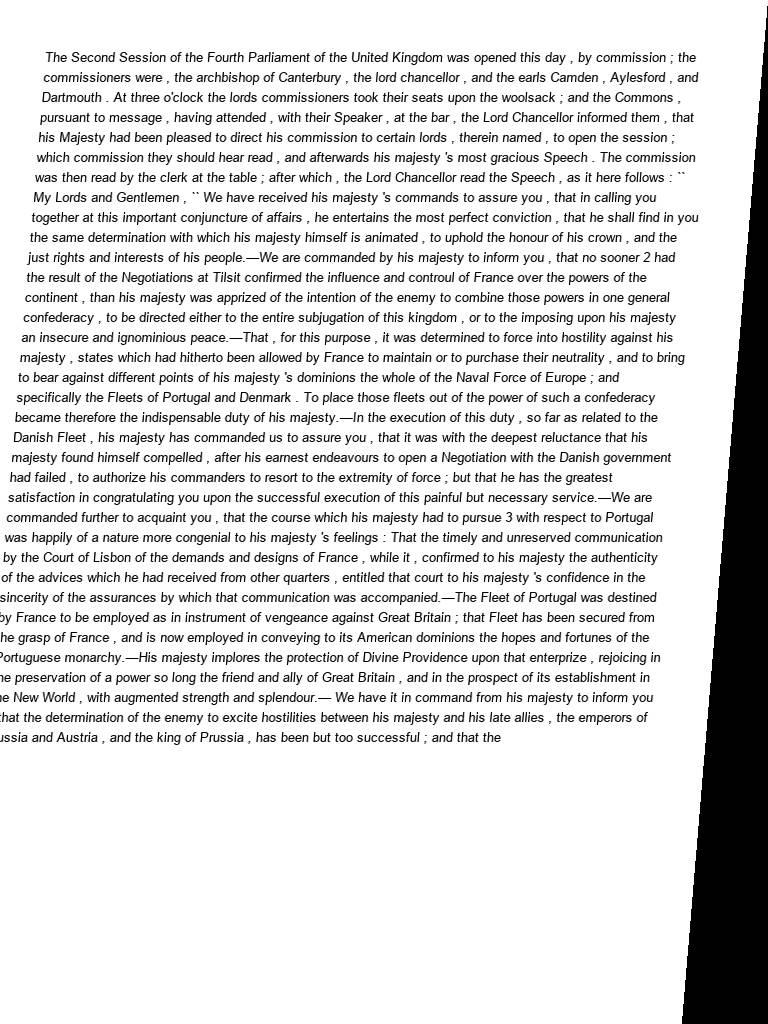 The Second Session of the Fourth Parliament of the United Kingdom was opened this day , by commission ; the
commissioners were , the archbishop of Canterbury , the lord chancellor , and the earls Camden , Aylesford , and
Dartmouth . At three o'clock the lords commissioners took their seats upon the woolsack ; and the Commons ,
pursuant to message , having attended , with their Speaker , at the bar , the Lord Chancellor informed them , that
his Majesty had been pleased to direct his commission to certain lords , therein named , to open the session ;
which commission they should hear read , and afterwards his majesty 's most gracious Speech . The commission
was then read by the clerk at the table ; after which , the Lord Chancellor read the Speech , as it here follows : ``
My Lords and Gentlemen , `` We have received his majesty 's commands to assure you , that in calling you
together at this important conjuncture of affairs , he entertains the most perfect conviction , that he shall find in you
the same determination with which his majesty himself is animated , to uphold the honour of his crown , and the
just rights and interests of his people.—We are commanded by his majesty to inform you , that no sooner 2 had
the result of the Negotiations at Tilsit confirmed the influence and controul of France over the powers of the
continent , than his majesty was apprized of the intention of the enemy to combine those powers in one general
confederacy , to be directed either to the entire subjugation of this kingdom , or to the imposing upon his majesty
an insecure and ignominious peace.—That , for this purpose , it was determined to force into hostility against his
majesty , states which had hitherto been allowed by France to maintain or to purchase their neutrality , and to bring
to bear against different points of his majesty 's dominions the whole of the Naval Force of Europe ; and
specifically the Fleets of Portugal and Denmark . To place those fleets out of the power of such a confederacy
became therefore the indispensable duty of his majesty.—In the execution of this duty , so far as related to the
Danish Fleet , his majesty has commanded us to assure you , that it was with the deepest reluctance that his
majesty found himself compelled , after his earnest endeavours to open a Negotiation with the Danish government
had failed , to authorize his commanders to resort to the extremity of force ; but that he has the greatest
satisfaction in congratulating you upon the successful execution of this painful but necessary service.—We are
commanded further to acquaint you , that the course which his majesty had to pursue 3 with respect to Portugal
was happily of a nature more congenial to his majesty 's feelings : That the timely and unreserved communication
by the Court of Lisbon of the demands and designs of France , while it , confirmed to his majesty the authenticity
of the advices which he had received from other quarters , entitled that court to his majesty 's confidence in the
sincerity of the assurances by which that communication was accompanied.—The Fleet of Portugal was destined
by France to be employed as in instrument of vengeance against Great Britain ; that Fleet has been secured from
he grasp of France , and is now employed in conveying to its American dominions the hopes and fortunes of the
Portuguese monarchy.—His majesty implores the protection of Divine Providence upon that enterprize , rejoicing in
he preservation of a power so long the friend and ally of Great Britain , and in the prospect of its establishment in
he New World , with augmented strength and splendour.— We have it in command from his majesty to inform you
that the determination of the enemy to excite hostilities between his majesty and his late allies , the emperors of
ussia and Austria , and the king of Prussia , has been but too successful ; and that the